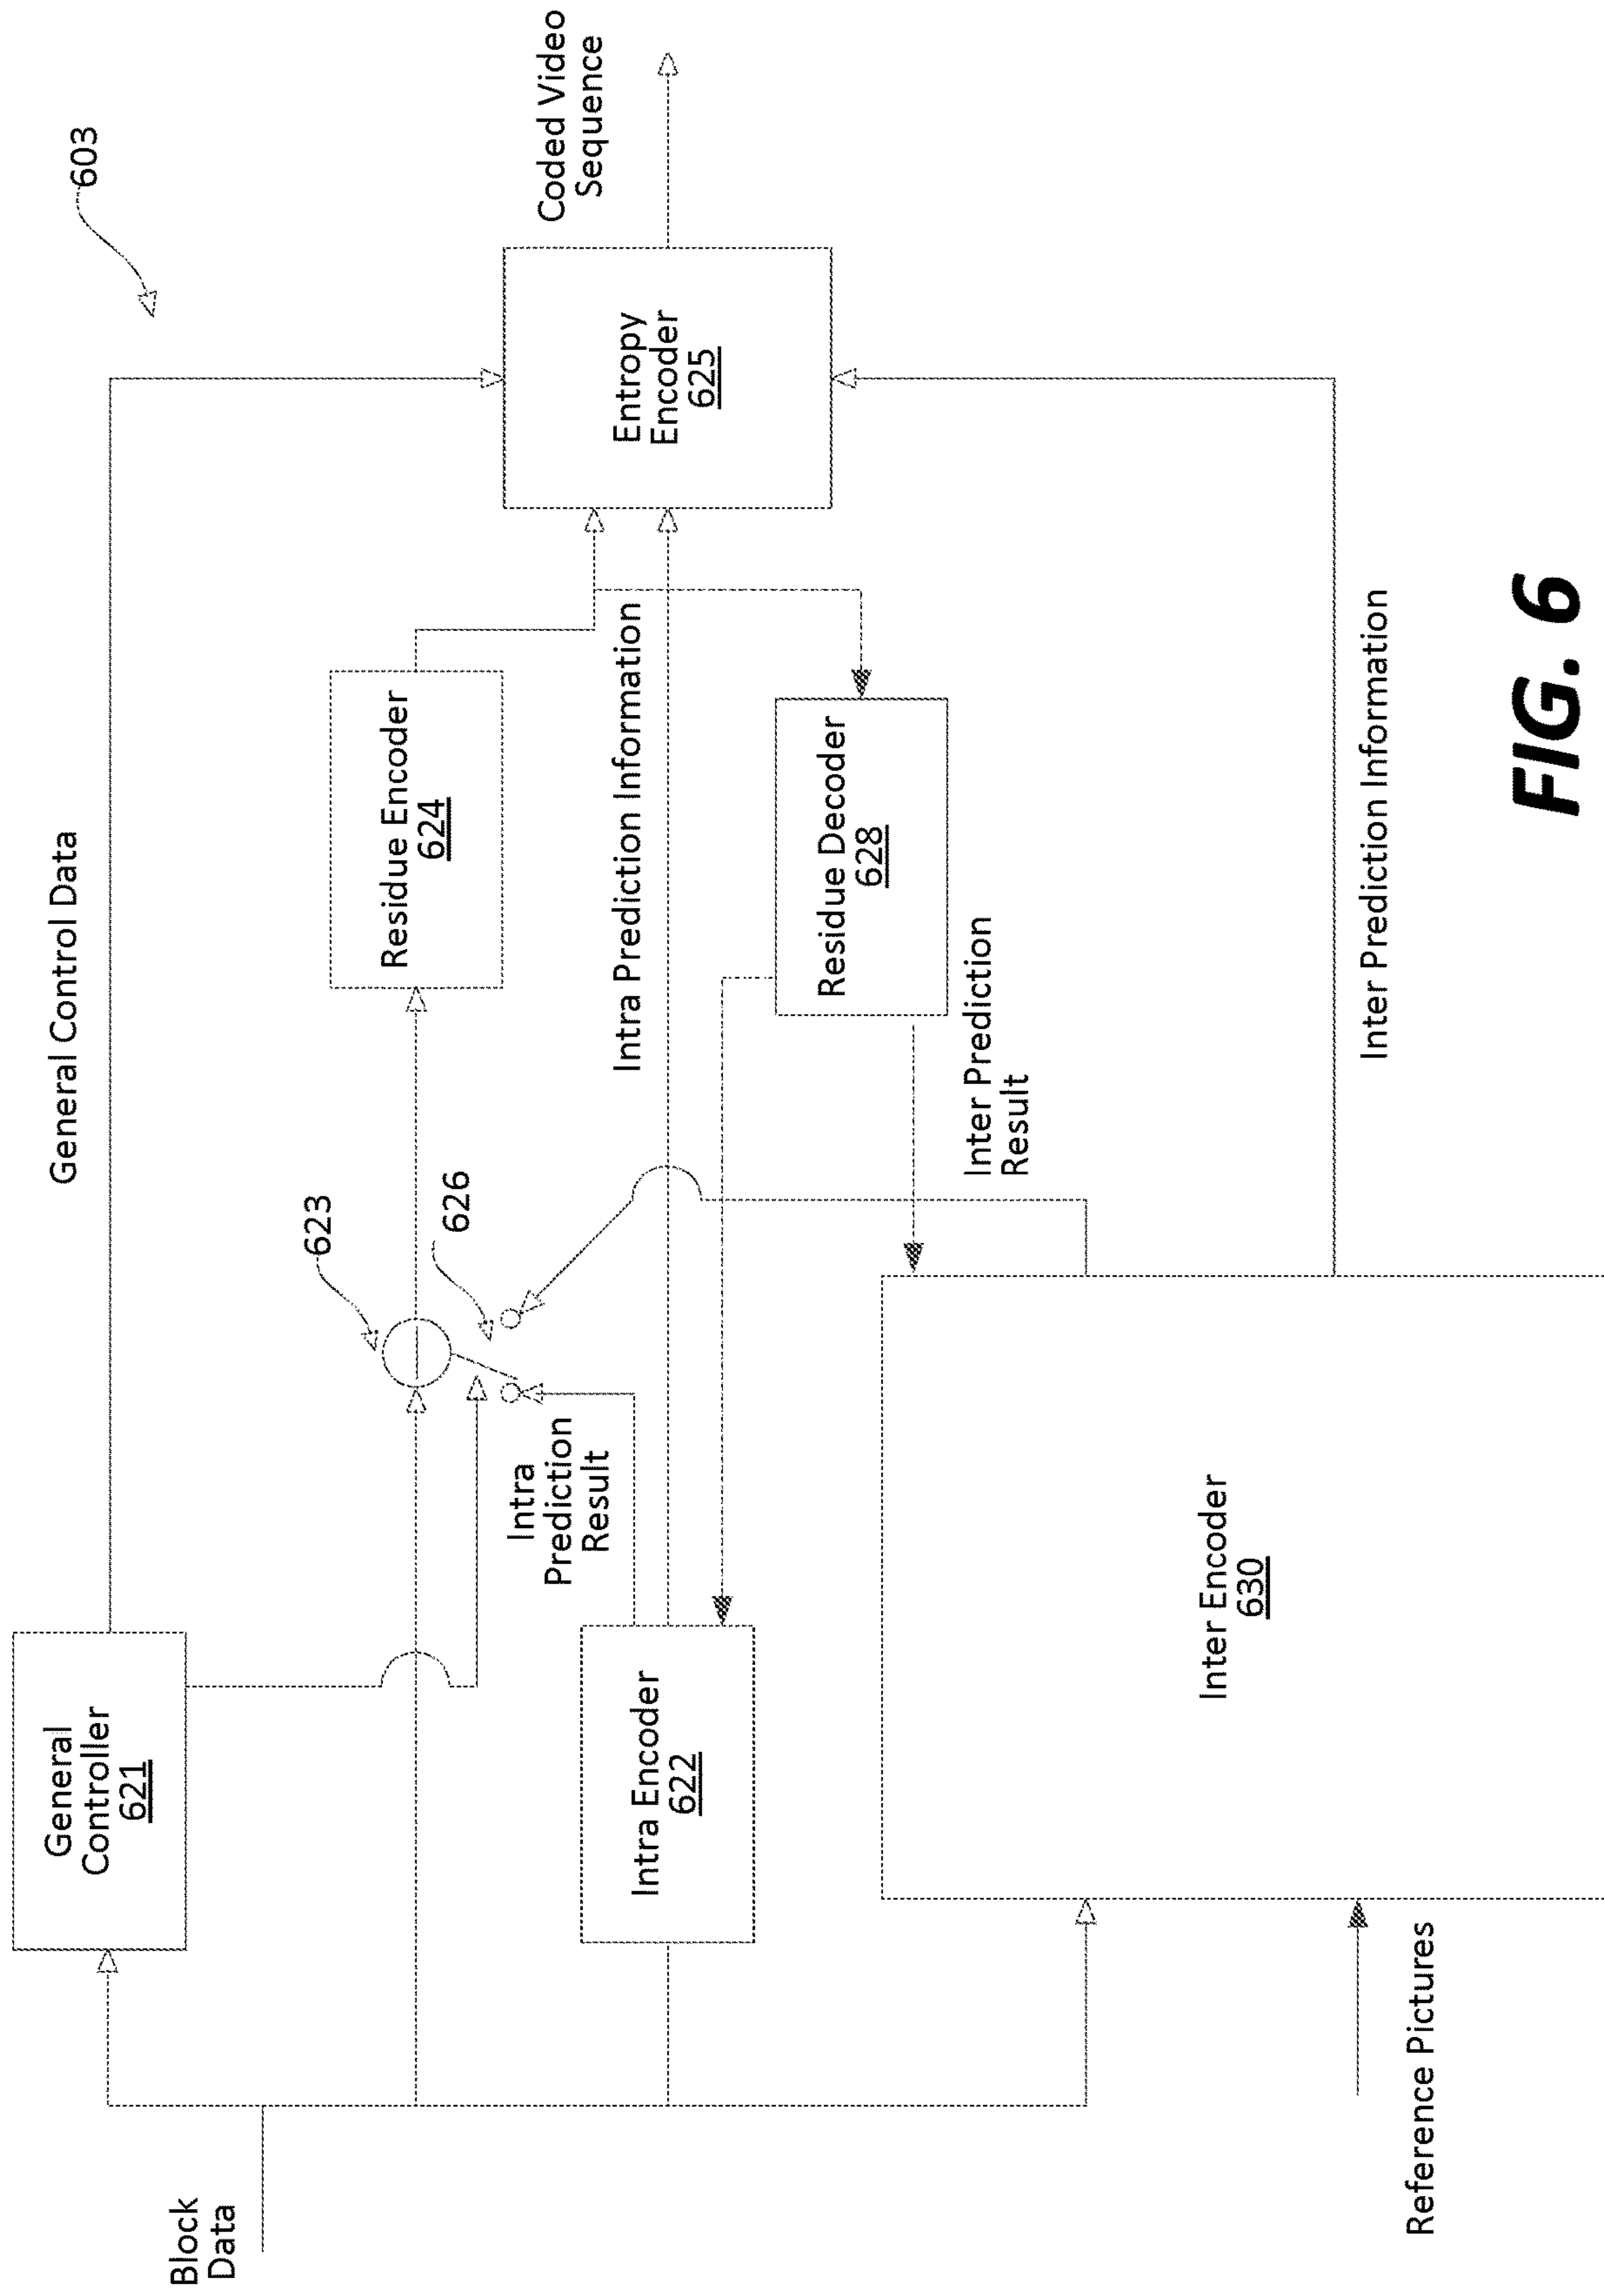 603
General Control Data
Coded Video
Sequence
General
Controller
621
623
626
Residue Encoder
624
Entropy
Encoder
625
Block
Data
Intra
Prediction
Result
Intra Prediction Information
Intra Encoder
622
Residue Decoder
628
Inter Prediction
Result
Inter Encoder
630
Reference Pictures
Inter Prediction Information
FIG. 6